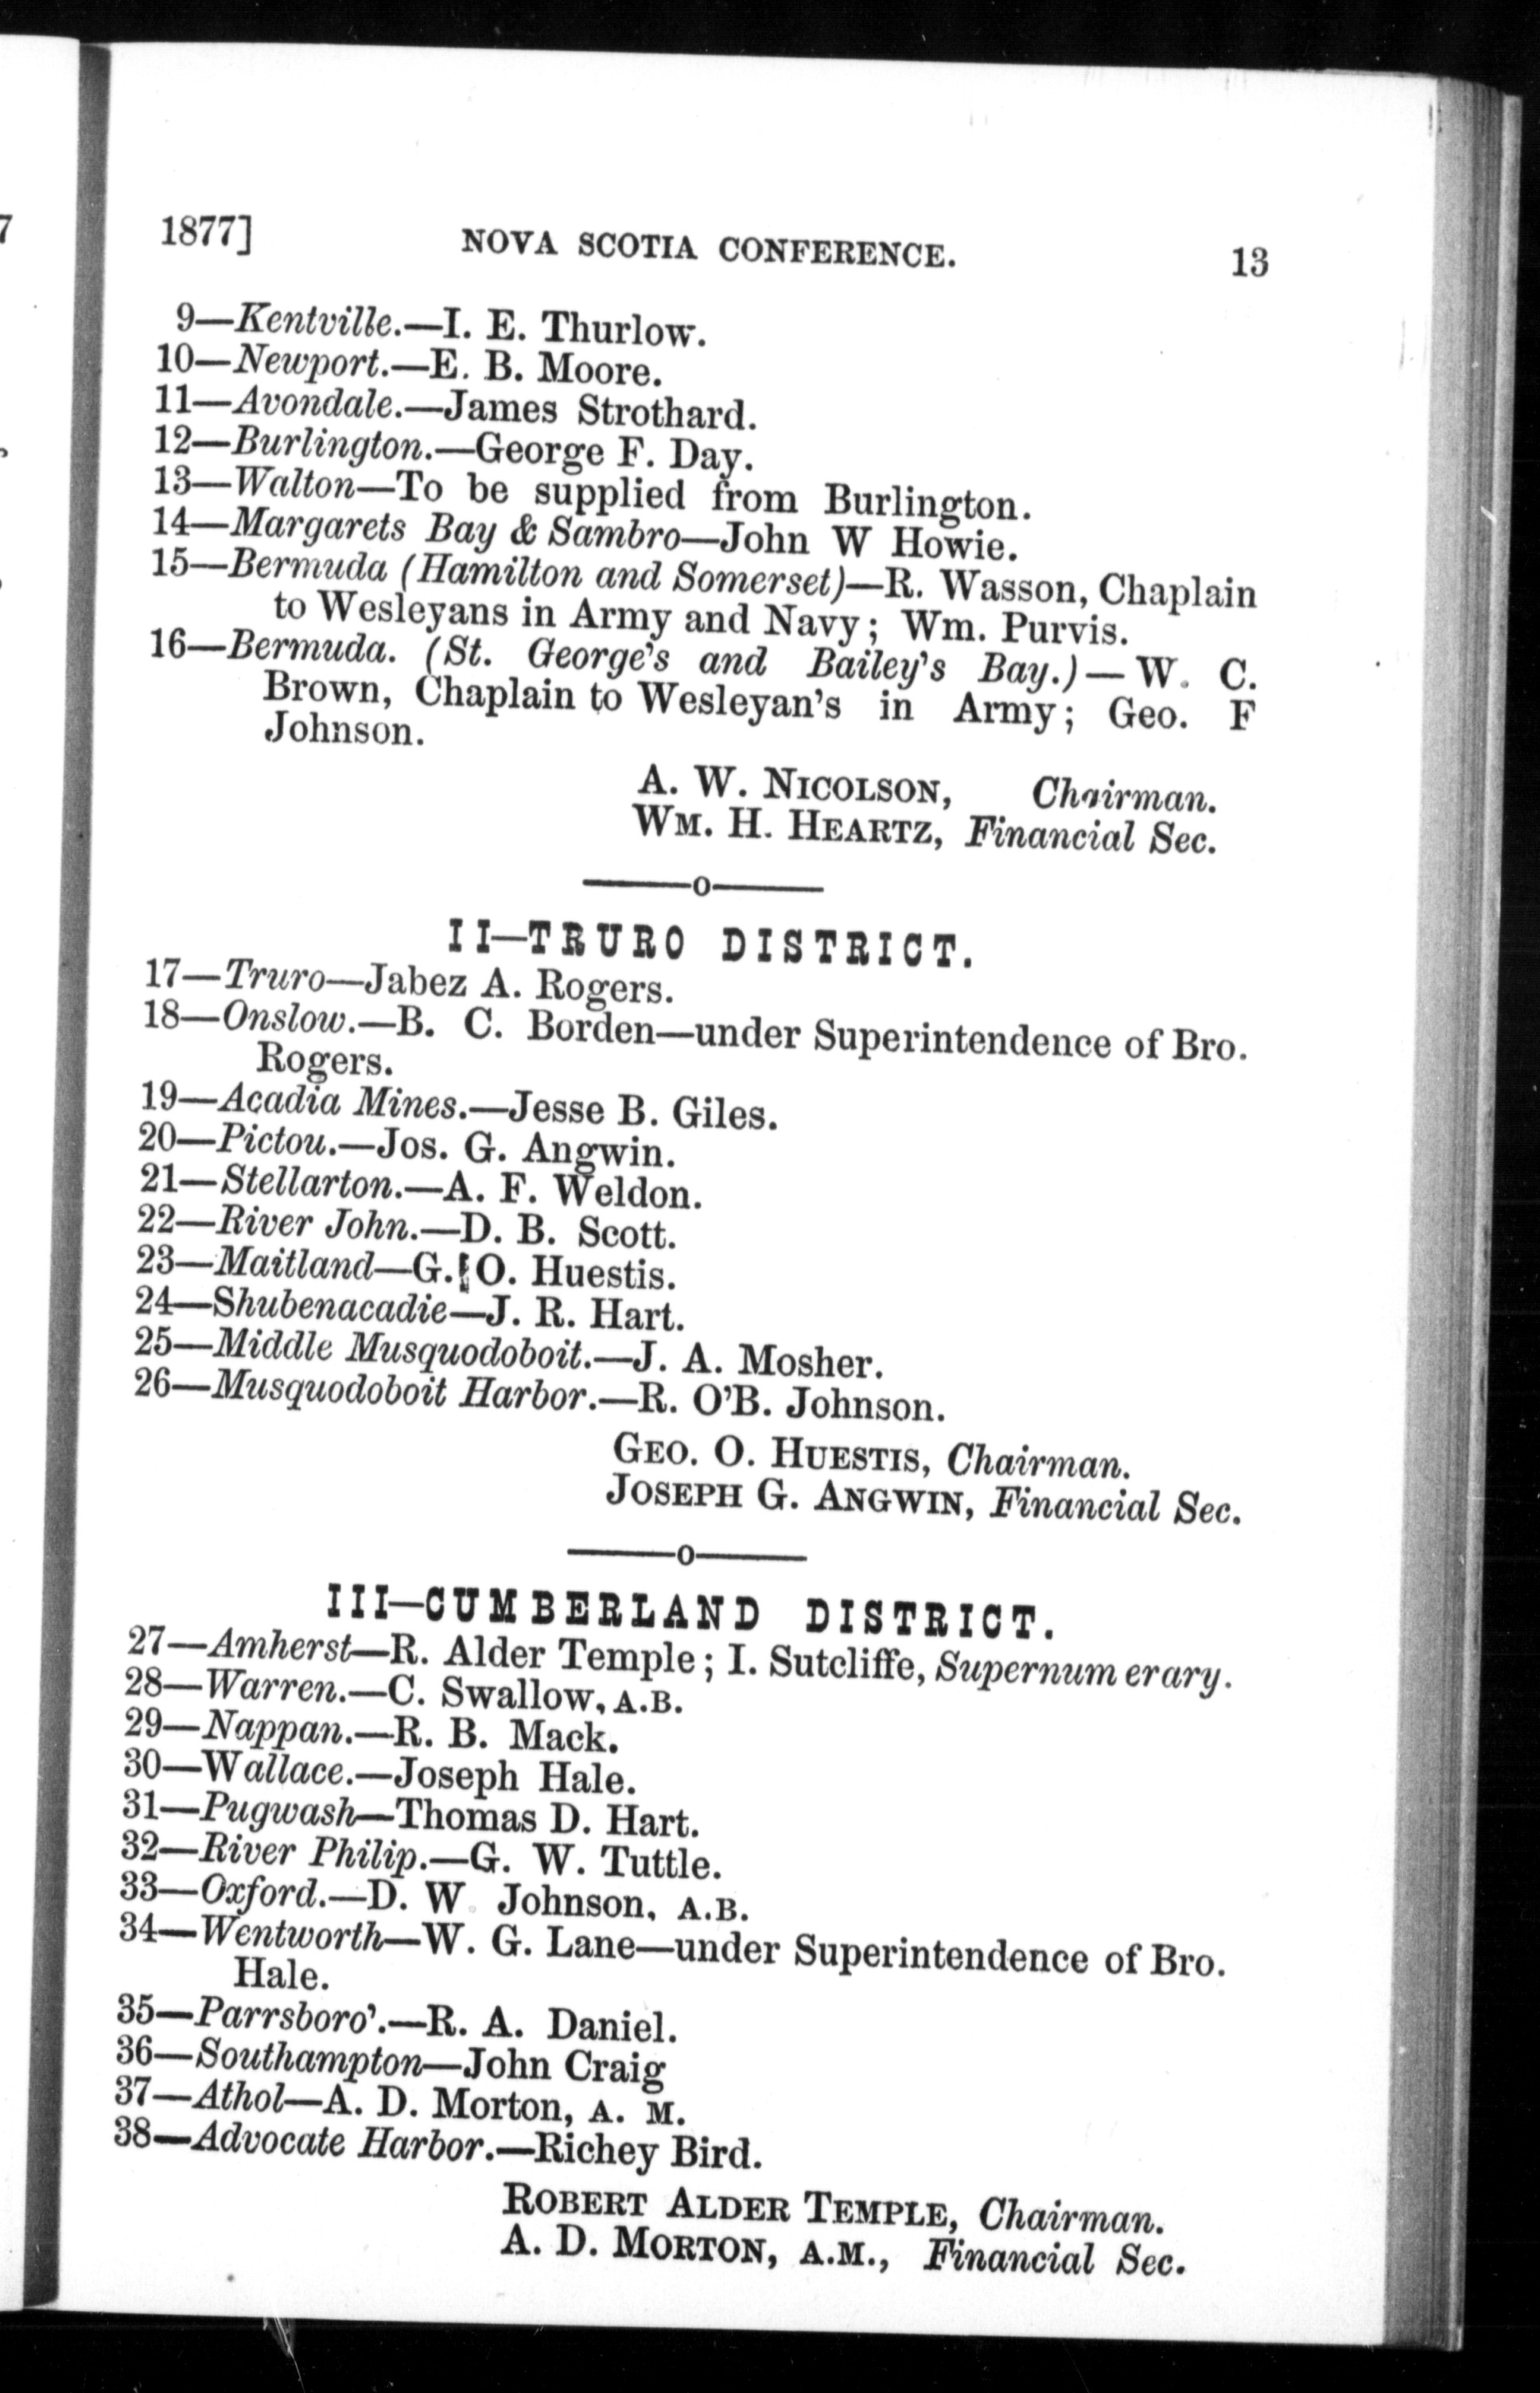 1877] NOVA SCOTIA CONFERENCE. 13
9—Kentville.—I. E. Thurlow.
10—Newport.—E. B. Moore.
11—Avondale.—James Strothard.
12—Burlington.—George F. Day.
13—Walton—To be supplied from Burlington.
14—Margarets Bay & Sambro—John W Howie.
15—Bermuda (Hamilton and Somerset)—R. Wasson, Chaplain
to Wesleyans in Army and Navy; Wm. Purvis.
16—Bermuda. (St. George's and Bailey's Bay.)—W. C.
Brown, Chaplain to Wesleyan's in Army; Geo. F
Johnson.
A. W. NICOLSON, Chairman.
WM. H. HEARTZ, Financial Sec.
———o———
II—TRURO DISTRICT.
17—Truro—Jabez A. Rogers.
18—Onslow.—B. C. Borden—under Superintendence of Bro.
Rogers.
19—Acadia Mines.—Jesse B. Giles.
20—Pictou.—Jos. G. Angwin.
21—Stellarton.—A. F. Weldon.
22—River John.—D. B. Scott.
23—Maitland—G. O. Huestis.
24—Shubenacadie—J. R. Hart.
25—Middle Musquodoboit.—J. A. Mosher.
26—Musquodoboit Harbor.—R. O'B. Johnson.
GEO. O. HUESTIS, Chairman.
JOSEPH G. ANGWIN, Financial Sec.
———o———
III—CUMBERLAND DISTRICT.
27—Amherst—R. Alder Temple; I. Sutcliffe, Supernum erary.
28—Warren.—C. Swallow, A.B.
29—Nappan.—R. B. Mack.
30—Wallace.—Joseph Hale.
31—Pugwash—Thomas D. Hart.
32—River Philip.—G. W. Tuttle.
33—Oxford.—D. W. Johnson, A.B.
34—Wentworth—W. G. Lane—under Superintendence of Bro.
Hale.
35—Parrsboro'.—R. A. Daniel.
36—Southampton—John Craig
37—Athol—A. D. Morton, A. M.
38—Advocate Harbor.—Richey Bird.
ROBERT ALDER TEMPLE, Chairman.
A. D. MORTON, A.M., Financial Sec.